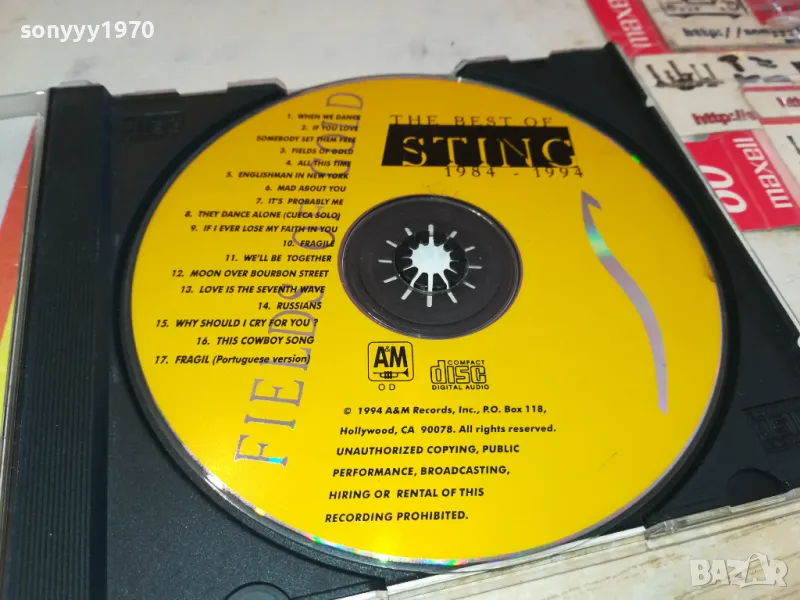 sonyyy1970
THE BEST OF
STING
1984 - 1994
FIELDS OF GOLD
1. WHEN WE DANCE
2. IF YOU LOVE
SOMEBODY SET THEM FREE
3. FIELDS OF GOLD
4. ALL THIS TIME
5. ENGLISHMAN IN NEW YORK
6. MAD ABOUT YOU
7. IT'S PROBABLY ME
8. THEY DANCE ALONE (CUECA SOLO)
9. IF I EVER LOSE MY FAITH IN YOU
10. FRAGILE
11. WE'LL BE TOGETHER
12. MOON OVER BOURBON STREET
13. LOVE IS THE SEVENTH WAVE
14. RUSSIANS
15. WHY SHOULD I CRY FOR YOU ?
16. THIS COWBOY SONG
17. FRAGIL (Portuguese version)
A&M
OD
COMPACT
disc
DIGITAL AUDIO
© 1994 A&M Records, Inc., P.O. Box 118,
Hollywood, CA 90078. All rights reserved.
UNAUTHORIZED COPYING, PUBLIC
PERFORMANCE, BROADCASTING,
HIRING OR RENTAL OF THIS
RECORDING PROHIBITED.
maxell
maxell
BAZAR